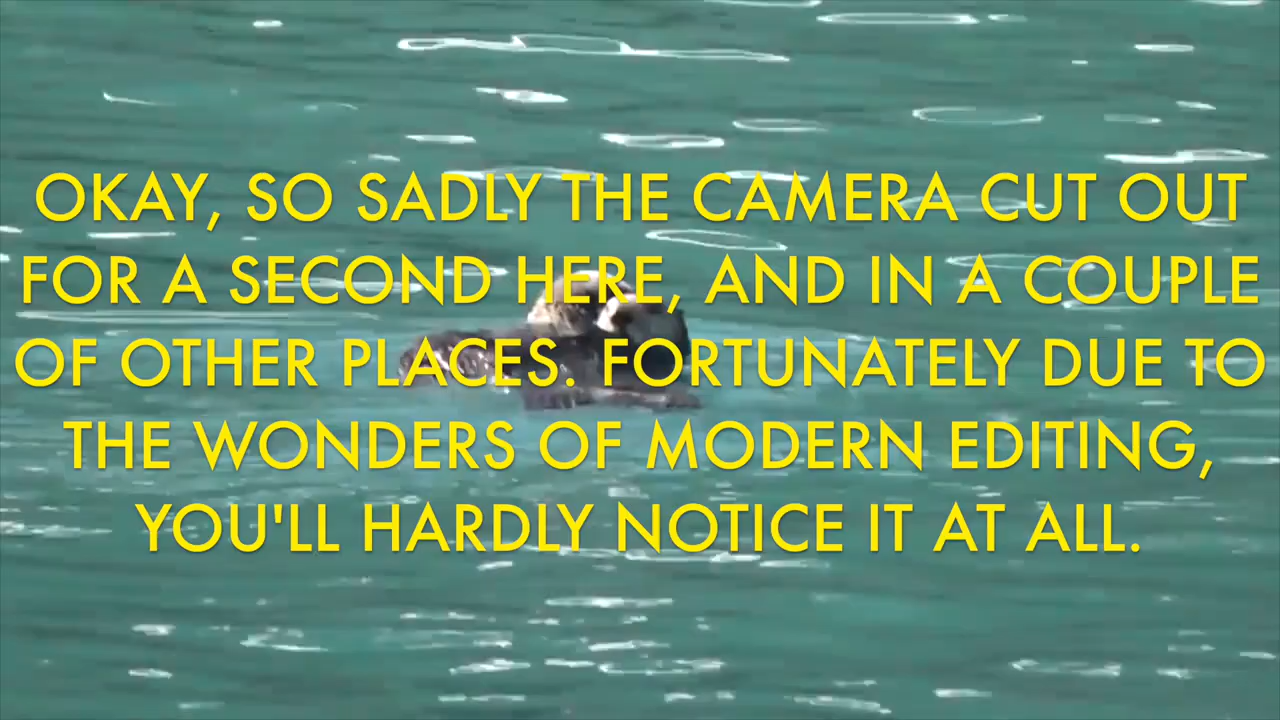 OKAY, SO SADLY THE CAMERA CUT OUT
FOR A SECOND HERE, AND IN A COUPLE
OF OTHER PLACES. FORTUNATELY DUE TO
THE WONDERS OF MODERN EDITING,
YOU'LL HARDLY NOTICE IT AT ALL.